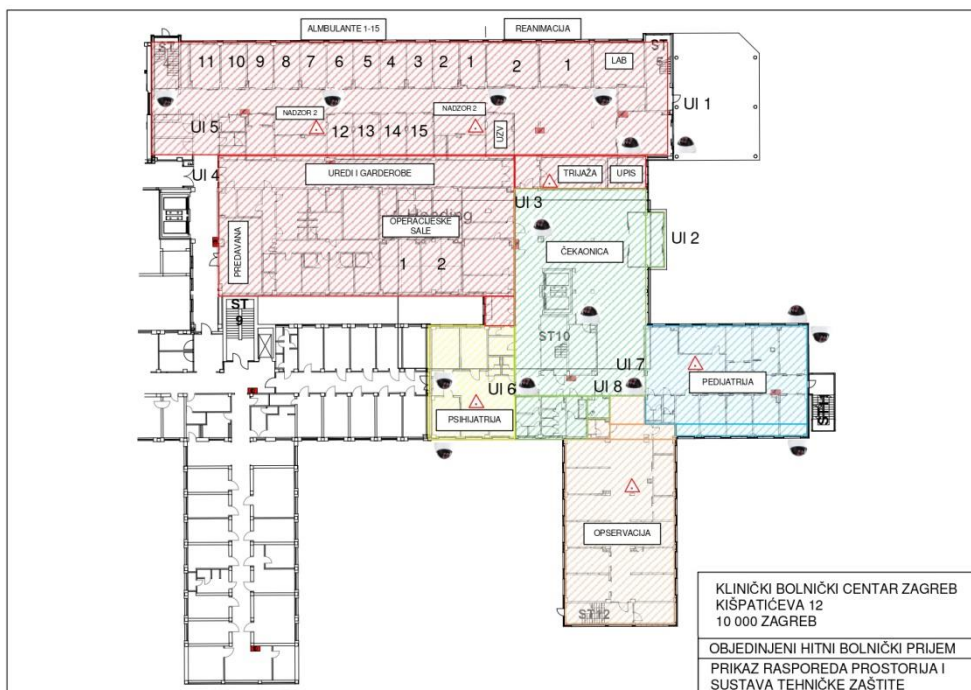 ALMBULANTE 1-15
REANIMACIJA
ST
ST
11 10 9 8 7 6 5 4 3 2 1 2 1
LAB
NADZOR 2
NADZOR 2
UI 1
UI 5
12 13 14 15
UZV
UI 4
UREDI I GARDEROBE
TRIJAŽA
UPIS
UI 3
PREDAVANA
OPERACIJESKE
SALE
ČEKAONICA
UI 2
1 2
ST
9
ST10
UI 7
UI 6
UI 8
PEDIJATRIJA
PSIHIJATRIJA
OPSERVACIJA
ST12
KLINIČKI BOLNIČKI CENTAR ZAGREB
KIŠPATIĆEVA 12
10 000 ZAGREB
OBJEDINJENI HITNI BOLNIČKI PRIJEM
PRIKAZ RASPOREDA PROSTORIJA I
SUSTAVA TEHNIČKE ZAŠTITE